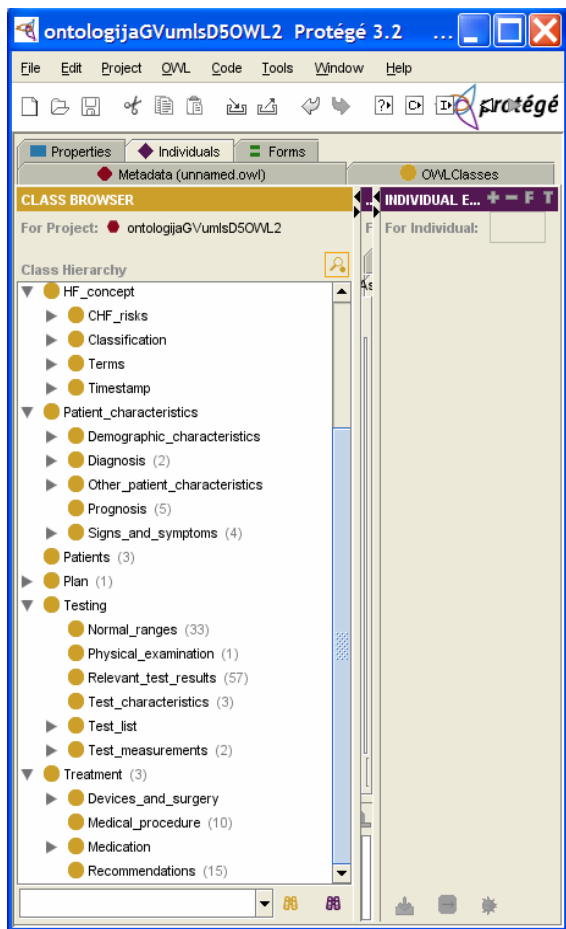 ontologijaGVumlsD5OWL2 Protégé 3.2 ...
File Edit Project OWL Code Tools Window Help
protégé
Properties Individuals Forms
Metadata (unnamed.owl) OWLClasses
CLASS BROWSER .. INDIVIDUAL E... F T
For Project: ontologijaGVumlsD5OWL2 F For Individual:
Class Hierarchy
As
HF_concept
CHF_risks
Classification
Terms
Timestamp
Patient_characteristics
Demographic_characteristics
Diagnosis (2)
Other_patient_characteristics
Prognosis (5)
Signs_and_symptoms (4)
Patients (3)
Plan (1)
Testing
Normal_ranges (33)
Physical_examination (1)
Relevant_test_results (57)
Test_characteristics (3)
Test_list
Test_measurements (2)
Treatment (3)
Devices_and_surgery
Medical_procedure (10)
Medication
Recommendations (15)